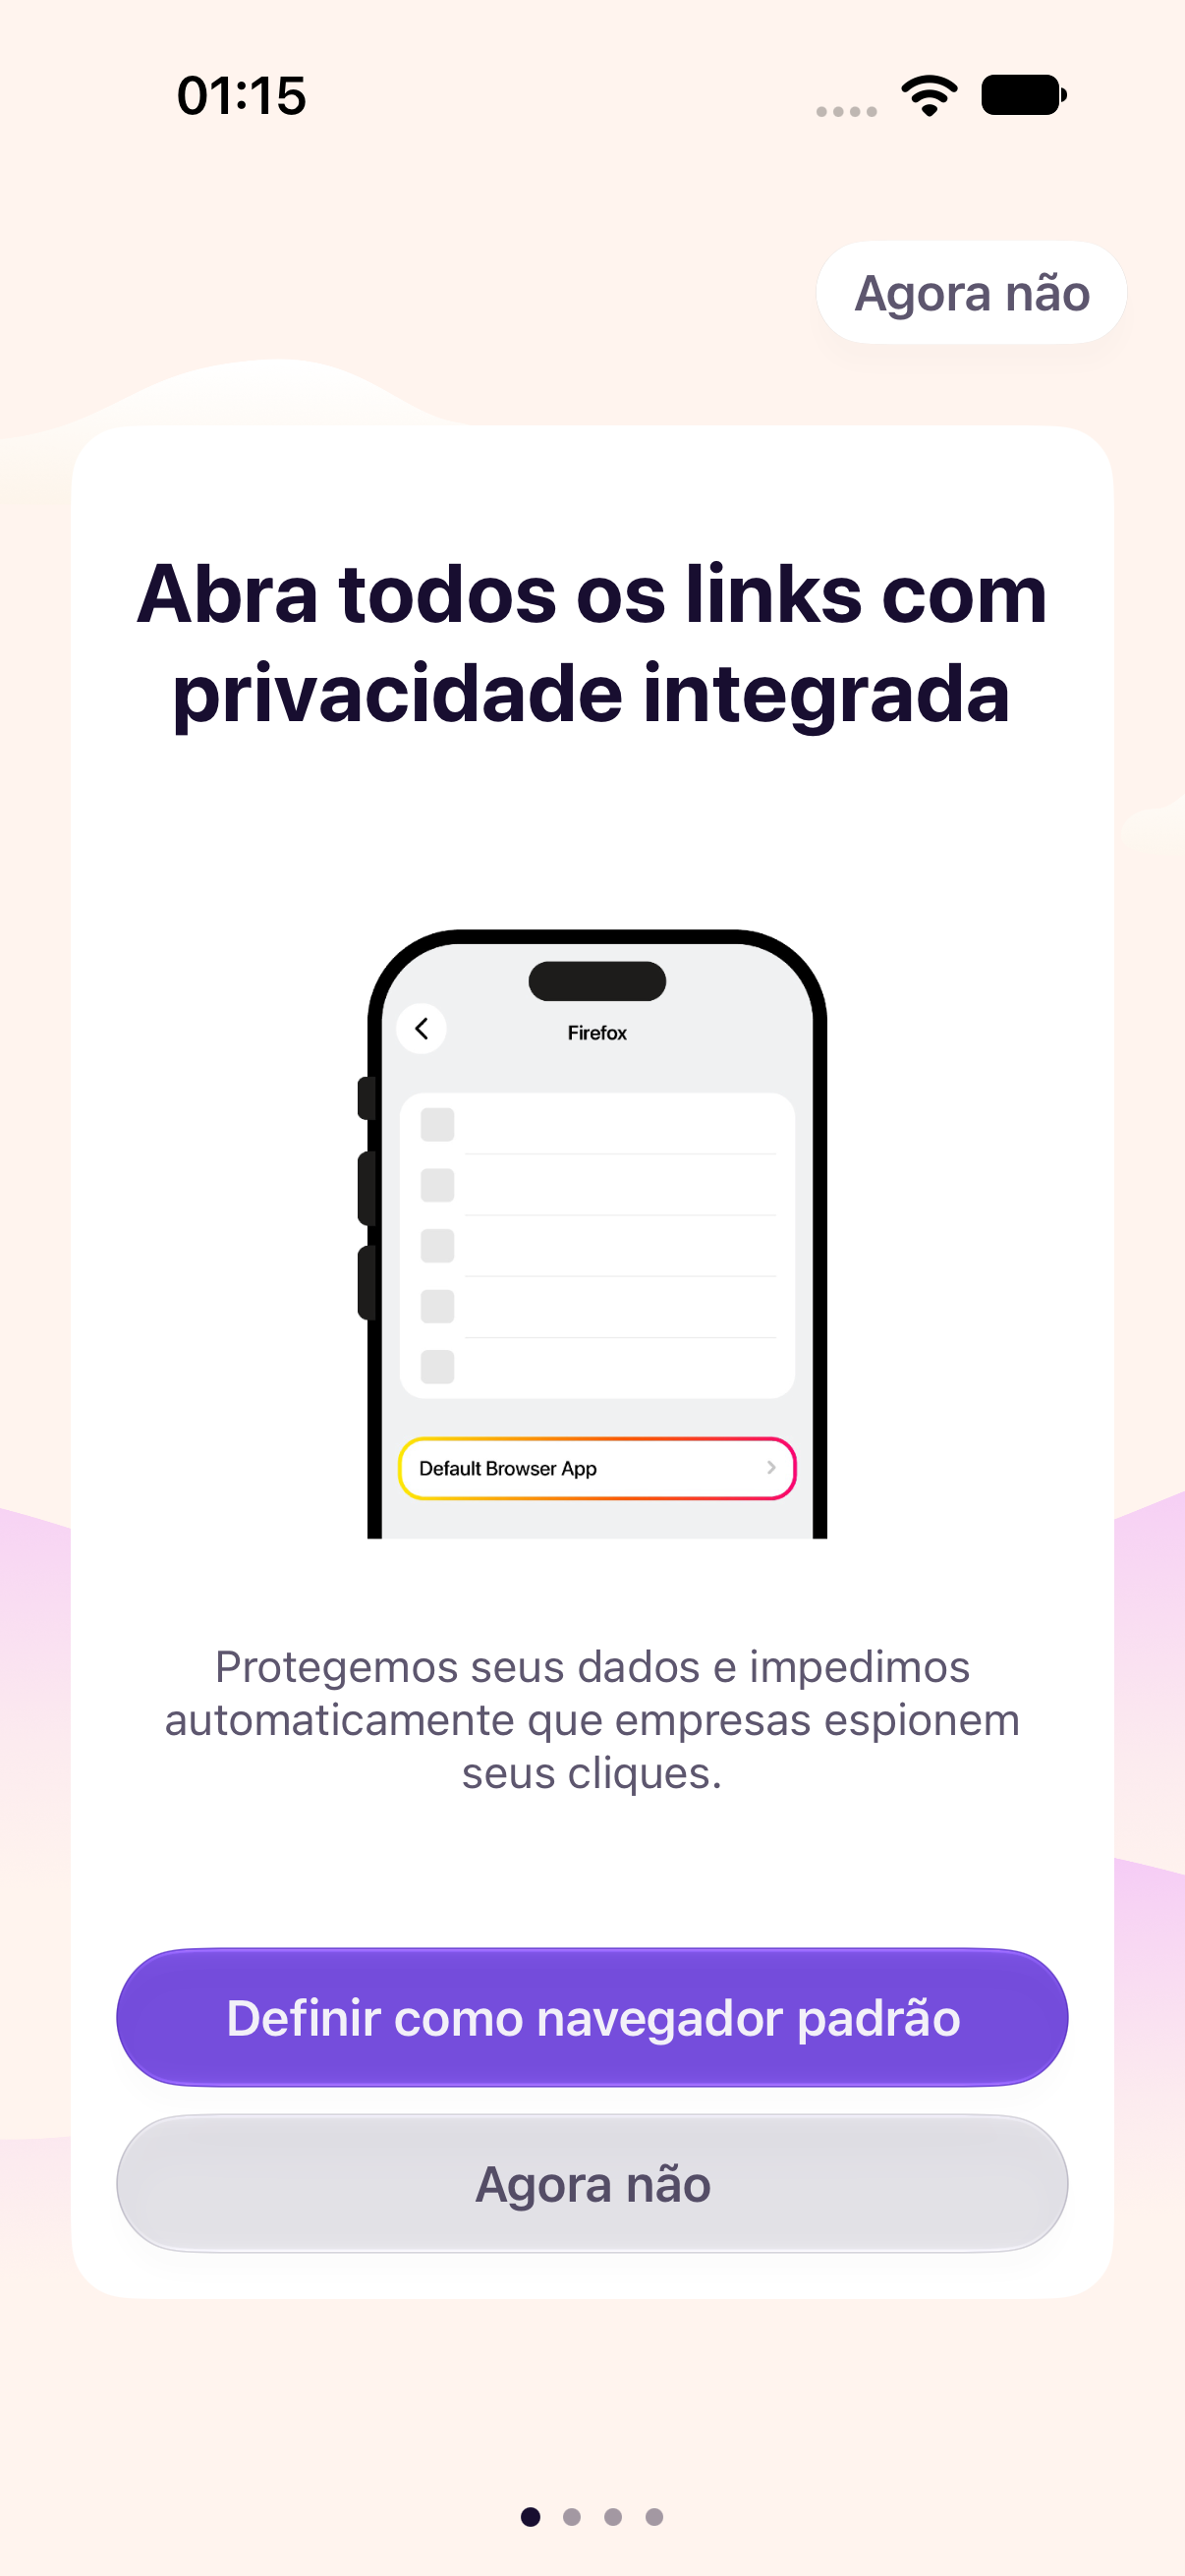 01:15
Agora não
Abra todos os links com
privacidade integrada
Firefox
Default Browser App
Protegemos seus dados e impedimos
automaticamente que empresas espionem
seus cliques.
Definir como navegador padrão
Agora não